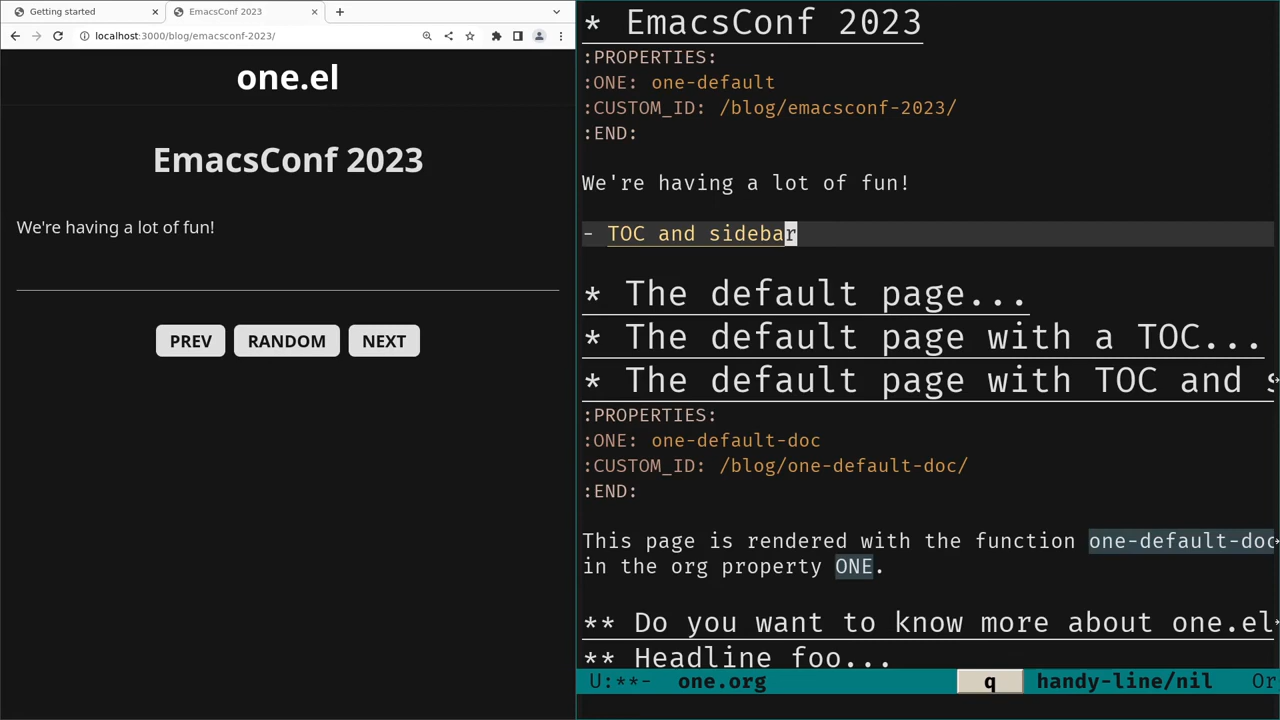 Getting started
EmacsConf 2023
localhost:3000/blog/emacsconf-2023/
one.el
EmacsConf 2023
We're having a lot of fun!
PREV
RANDOM
NEXT
* EmacsConf 2023
:PROPERTIES:
:ONE: one-default
:CUSTOM_ID: /blog/emacsconf-2023/
:END:
We're having a lot of fun!
- TOC and sidebar
* The default page...
* The default page with a TOC...
* The default page with TOC and s
:PROPERTIES:
:ONE: one-default-doc
:CUSTOM_ID: /blog/one-default-doc/
:END:
This page is rendered with the function one-default-doc
in the org property ONE.
** Do you want to know more about one.el
** Headline foo...
U:**- one.org q handy-line/nil Or